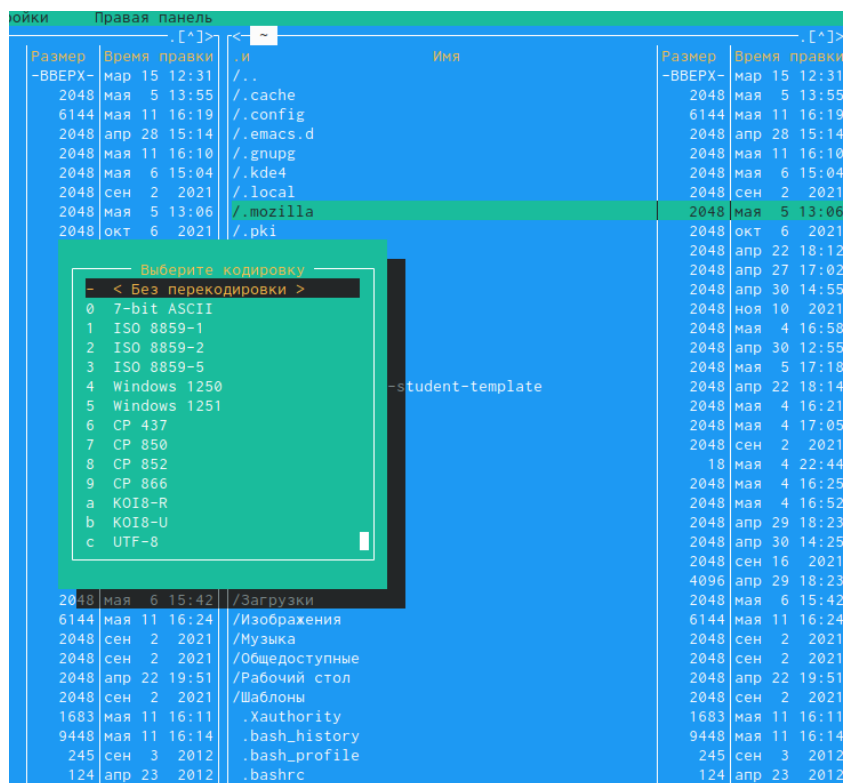 ройки Правая панель
.[^]> <— ~ .[^]>
Размер Время правки .и Имя Размер Время правки
-ВВЕРХ- мар 15 12:31 /.. -ВВЕРХ- мар 15 12:31
2048 мая 5 13:55 /.cache 2048 мая 5 13:55
6144 мая 11 16:19 /.config 6144 мая 11 16:19
2048 апр 28 15:14 /.emacs.d 2048 апр 28 15:14
2048 мая 11 16:10 /.gnupg 2048 мая 11 16:10
2048 мая 6 15:04 /.kde4 2048 мая 6 15:04
2048 сен 2 2021 /.local 2048 сен 2 2021
2048 мая 5 13:06 /.mozilla 2048 мая 5 13:06
2048 окт 6 2021 /.pki 2048 окт 6 2021
2048 апр 22 18:12
Выберите кодировку 2048 апр 27 17:02
- < Без перекодировки > 2048 апр 30 14:55
0 7-bit ASCII 2048 ноя 10 2021
1 ISO 8859-1 2048 мая 4 16:58
2 ISO 8859-2 2048 апр 30 12:55
3 ISO 8859-5 2048 мая 5 17:18
4 Windows 1250 -student-template 2048 апр 22 18:14
5 Windows 1251 2048 мая 4 16:21
6 CP 437 2048 мая 4 17:05
7 CP 850 2048 сен 2 2021
8 CP 852 18 мая 4 22:44
9 CP 866 2048 мая 4 16:25
a KOI8-R 2048 мая 4 16:52
b KOI8-U 2048 апр 29 18:23
c UTF-8 2048 апр 30 14:25
2048 сен 16 2021
4096 апр 29 18:23
2048 мая 6 15:42 /Загрузки 2048 мая 6 15:42
6144 мая 11 16:24 /Изображения 6144 мая 11 16:24
2048 сен 2 2021 /Музыка 2048 сен 2 2021
2048 сен 2 2021 /Общедоступные 2048 сен 2 2021
2048 апр 22 19:51 /Рабочий стол 2048 апр 22 19:51
2048 сен 2 2021 /Шаблоны 2048 сен 2 2021
1683 мая 11 16:11 .Xauthority 1683 мая 11 16:11
9448 мая 11 16:14 .bash_history 9448 мая 11 16:14
245 сен 3 2012 .bash_profile 245 сен 3 2012
124 апр 23 2012 .bashrc 124 апр 23 2012